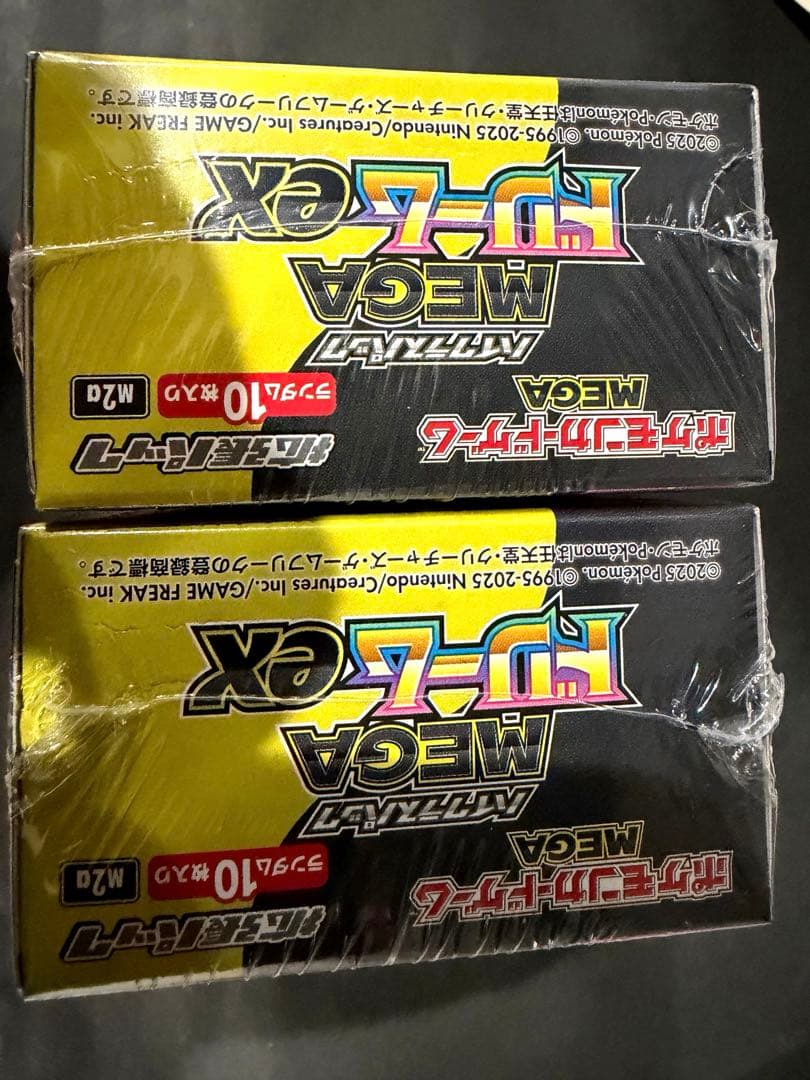 ポケモンカードゲーム 拡張パック
MEGA ランダム10枚入り M2a
ハイクラスパック
MEGA
ドリームex
©2025 Pokémon. ©1995-2025 Nintendo/Creatures Inc./GAME FREAK inc.
ポケモン・Pokémonは任天堂・クリーチャーズ・ゲームフリークの登録商標です。
ポケモンカードゲーム 拡張パック
MEGA ランダム10枚入り M2a
ハイクラスパック
MEGA
ドリームex
©2025 Pokémon. ©1995-2025 Nintendo/Creatures Inc./GAME FREAK inc.
ポケモン・Pokémonは任天堂・クリーチャーズ・ゲームフリークの登録商標です。